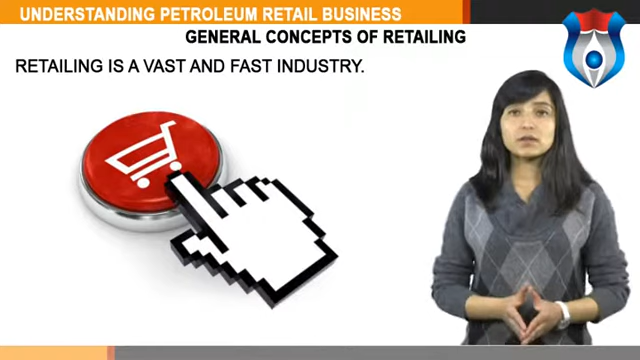 UNDERSTANDING PETROLEUM RETAIL BUSINESS
GENERAL CONCEPTS OF RETAILING
RETAILING IS A VAST AND FAST INDUSTRY.